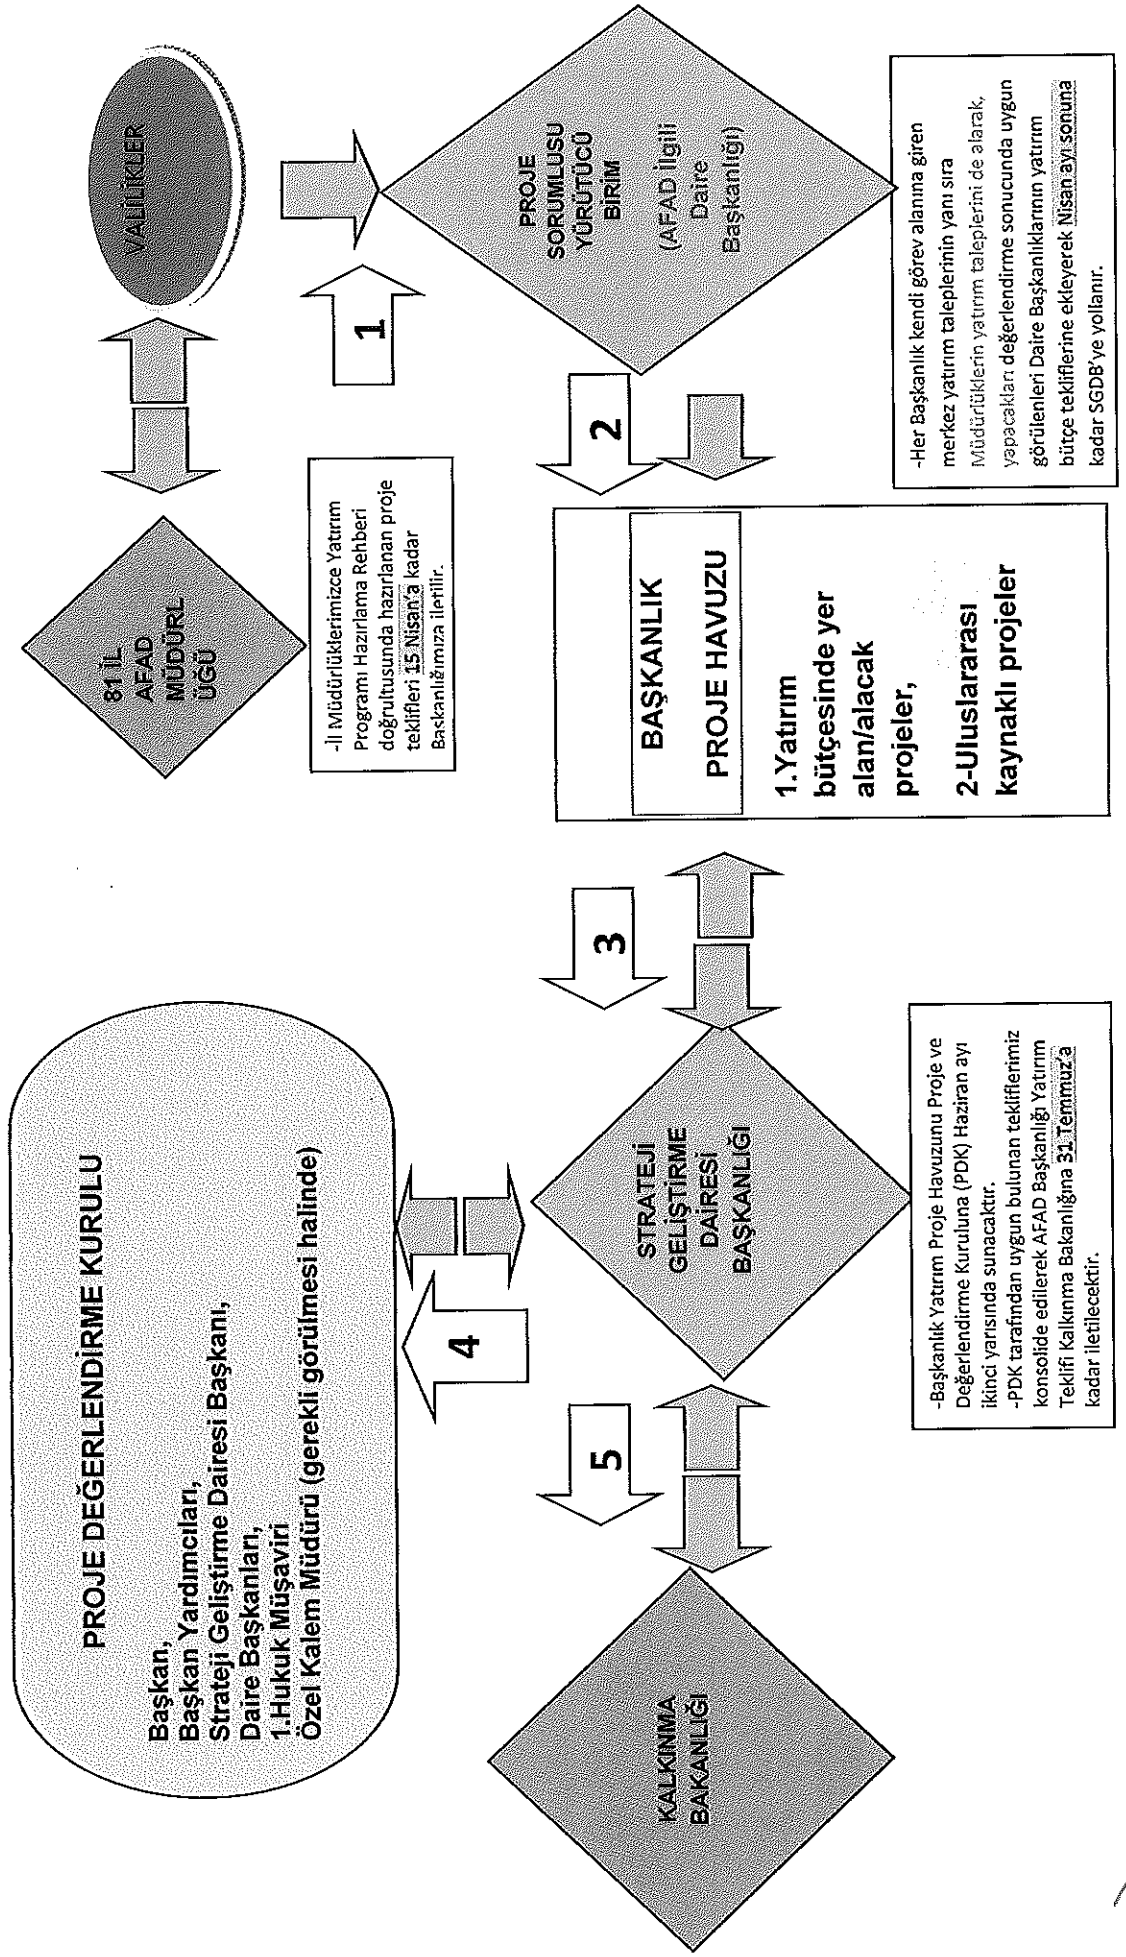 PROJE DEĞERLENDİRME KURULU
Başkan,
Başkan Yardımcıları,
Strateji Geliştirme Dairesi Başkanı,
Daire Başkanları,
1.Hukuk Müşaviri
Özel Kalem Müdürü (gerekli görülmesi halinde)
81 İL
AFAD
MÜDÜRL
ÜĞÜ
VALİLİKLER
-İl Müdürlüklerimizce Yatırım
Programı Hazırlama Rehberi
doğrultusunda hazırlanan proje
teklifleri 15 Nisan'a kadar
Başkanlığımıza iletilir.
1
PROJE
SORUMLUSU
YÜRÜTÜCÜ
BİRİM
(AFAD İlgili
Daire
Başkanlığı)
2
-Her Başkanlık kendi görev alanına giren
merkez yatırım taleplerinin yanı sıra
Müdürlüklerin yatırım taleplerini de alarak,
yapacakları değerlendirme sonucunda uygun
görülenleri Daire Başkanlıklarının yatırım
bütçe tekliflerine ekleyerek Nisan ayı sonuna
kadar SGDB'ye yollanır.
BAŞKANLIK
PROJE HAVUZU
1.Yatırım
bütçesinde yer
alan/alacak
projeler,
2-Uluslararası
kaynaklı projeler
3
4
STRATEJİ
GELİŞTİRME
DAİRESİ
BAŞKANLIĞI
-Başkanlık Yatırım Proje Havuzunu Proje ve
Değerlendirme Kuruluna (PDK) Haziran ayı
ikinci yarısında sunacaktır.
-PDK tarafından uygun bulunan tekliflerimiz
konsolide edilerek AFAD Başkanlığı Yatırım
Teklifi Kalkınma Bakanlığına 31 Temmuz'a
kadar iletilecektir.
5
KALKINMA
BAKANLIĞI